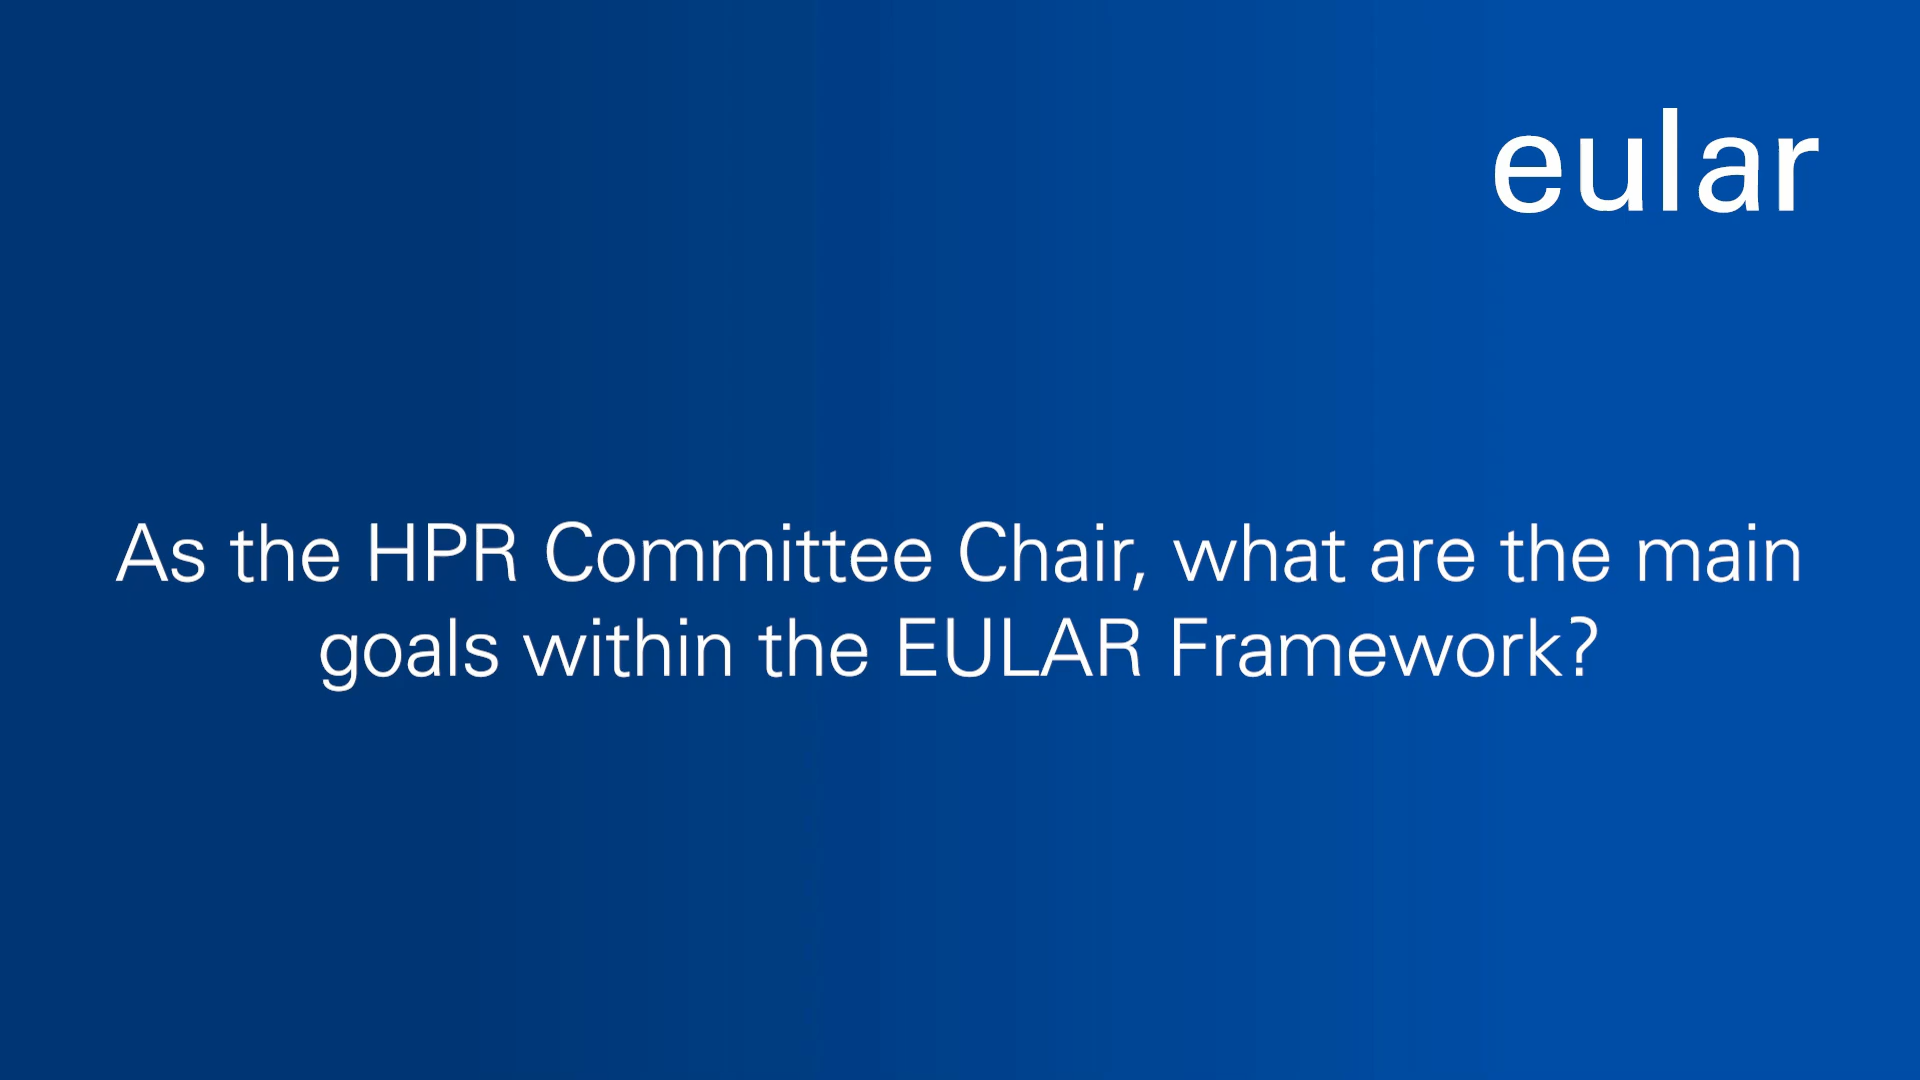 eular
As the HPR Committee Chair, what are the main
goals within the EULAR Framework?